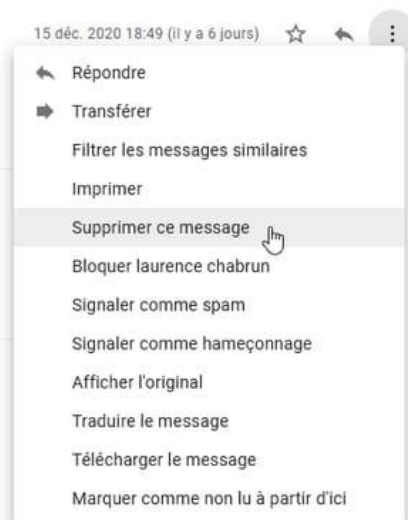 15 déc. 2020 18:49 (il y a 6 jours)
Répondre
Transférer
Filtrer les messages similaires
Imprimer
Supprimer ce message
Bloquer laurence chabrun
Signaler comme spam
Signaler comme hameçonnage
Afficher l'original
Traduire le message
Télécharger le message
Marquer comme non lu à partir d'ici